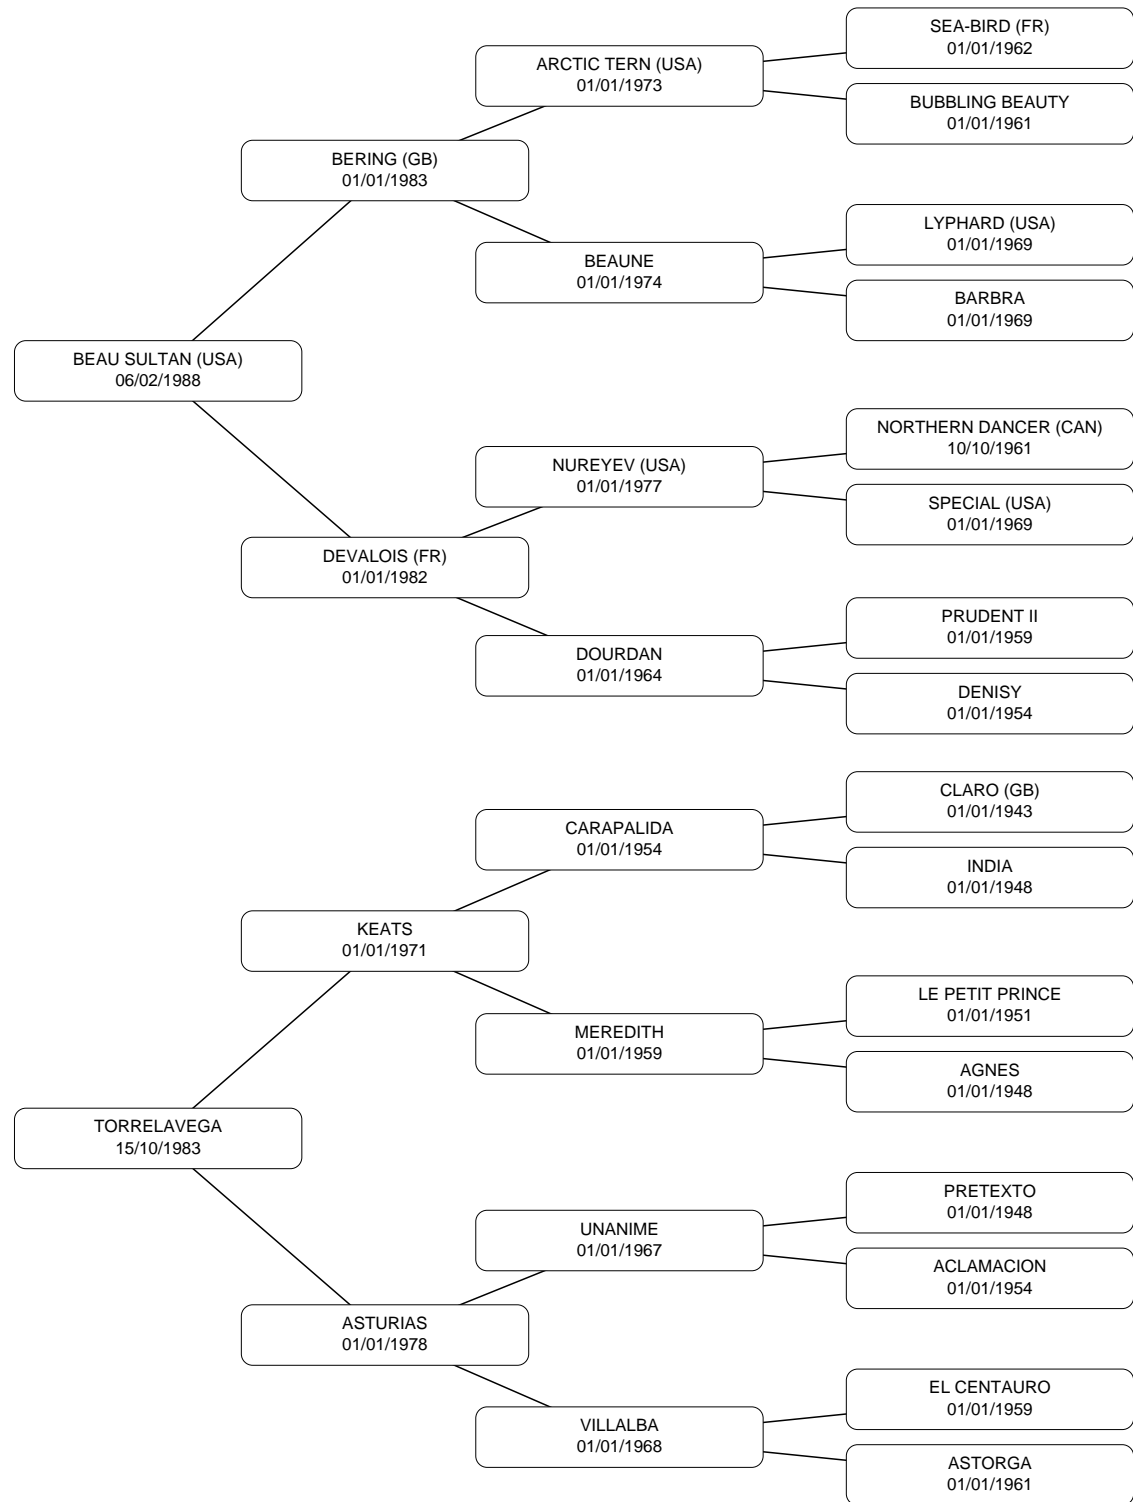 SEA-BIRD (FR)
01/01/1962
ARCTIC TERN (USA)
01/01/1973
BUBBLING BEAUTY
01/01/1961
BERING (GB)
01/01/1983
LYPHARD (USA)
01/01/1969
BEAUNE
01/01/1974
BARBRA
01/01/1969
BEAU SULTAN (USA)
06/02/1988
NORTHERN DANCER (CAN)
10/10/1961
NUREYEV (USA)
01/01/1977
SPECIAL (USA)
01/01/1969
DEVALOIS (FR)
01/01/1982
PRUDENT II
01/01/1959
DOURDAN
01/01/1964
DENISY
01/01/1954
CLARO (GB)
01/01/1943
CARAPALIDA
01/01/1954
INDIA
01/01/1948
KEATS
01/01/1971
LE PETIT PRINCE
01/01/1951
MEREDITH
01/01/1959
AGNES
01/01/1948
TORRELAVEGA
15/10/1983
PRETEXTO
01/01/1948
UNANIME
01/01/1967
ACLAMACION
01/01/1954
ASTURIAS
01/01/1978
EL CENTAURO
01/01/1959
VILLALBA
01/01/1968
ASTORGA
01/01/1961